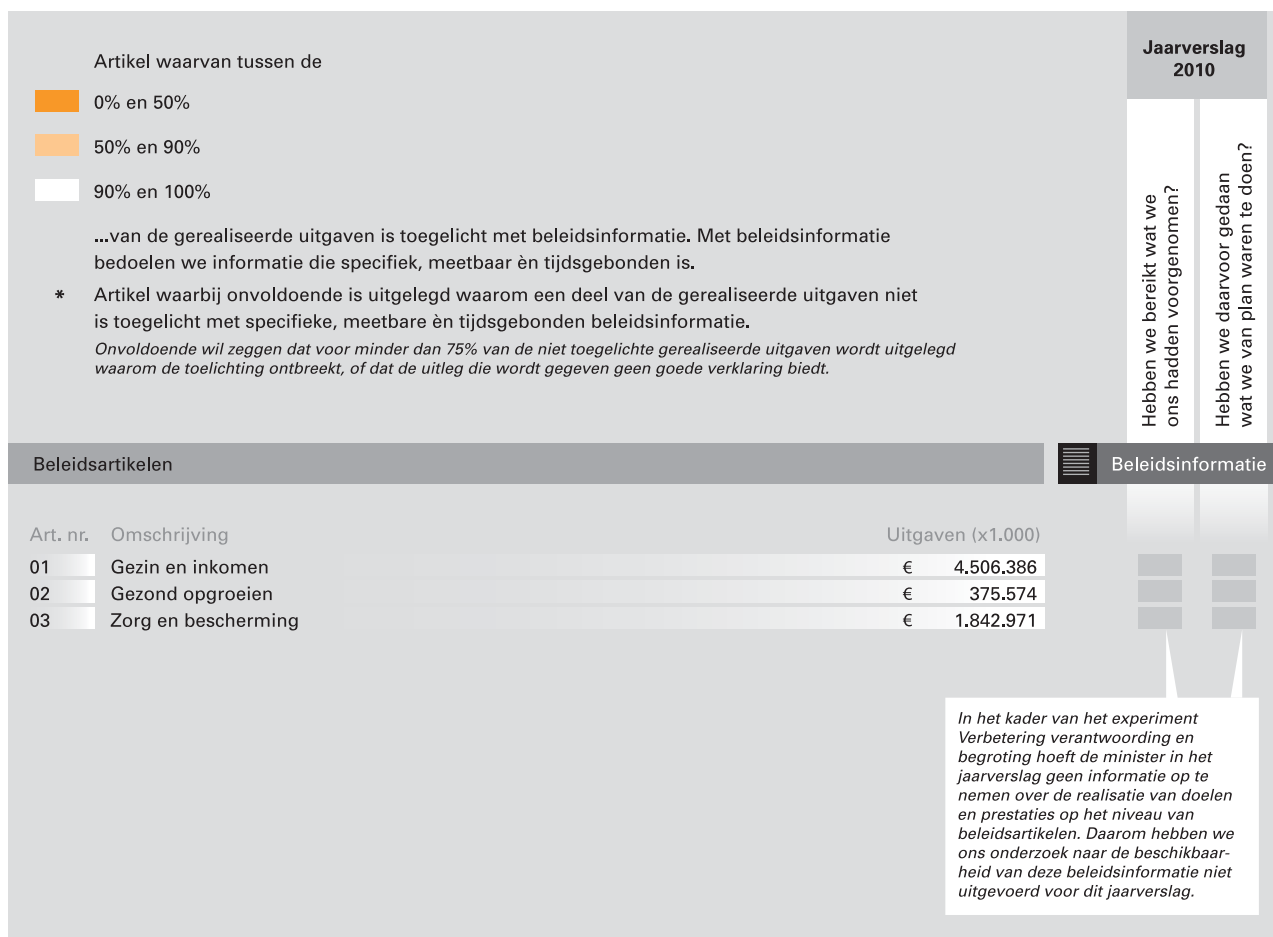 Artikel waarvan tussen de
0% en 50%
50% en 90%
90% en 100%
...van de gerealiseerde uitgaven is toegelicht met beleidsinformatie. Met beleidsinformatie
bedoelen we informatie die specifiek, meetbaar èn tijdsgebonden is.
* Artikel waarbij onvoldoende is uitgelegd waarom een deel van de gerealiseerde uitgaven niet
is toegelicht met specifieke, meetbare èn tijdsgebonden beleidsinformatie.
Onvoldoende wil zeggen dat voor minder dan 75% van de niet toegelichte gerealiseerde uitgaven wordt uitgelegd
waarom de toelichting ontbreekt, of dat de uitleg die wordt gegeven geen goede verklaring biedt.
Jaarverslag
2010
Hebben we bereikt wat we
ons hadden voorgenomen?
Hebben we daarvoor gedaan
wat we van plan waren te doen?
Beleidsartikelen
Beleidsinformatie
Art. nr. Omschrijving Uitgaven (x1.000)
01 Gezin en inkomen € 4.506.386
02 Gezond opgroeien € 375.574
03 Zorg en bescherming € 1.842.971
In het kader van het experiment
Verbetering verantwoording en
begroting hoeft de minister in het
jaarverslag geen informatie op te
nemen over de realisatie van doelen
en prestaties op het niveau van
beleidsartikelen. Daarom hebben we
ons onderzoek naar de beschikbaar-
heid van deze beleidsinformatie niet
uitgevoerd voor dit jaarverslag.